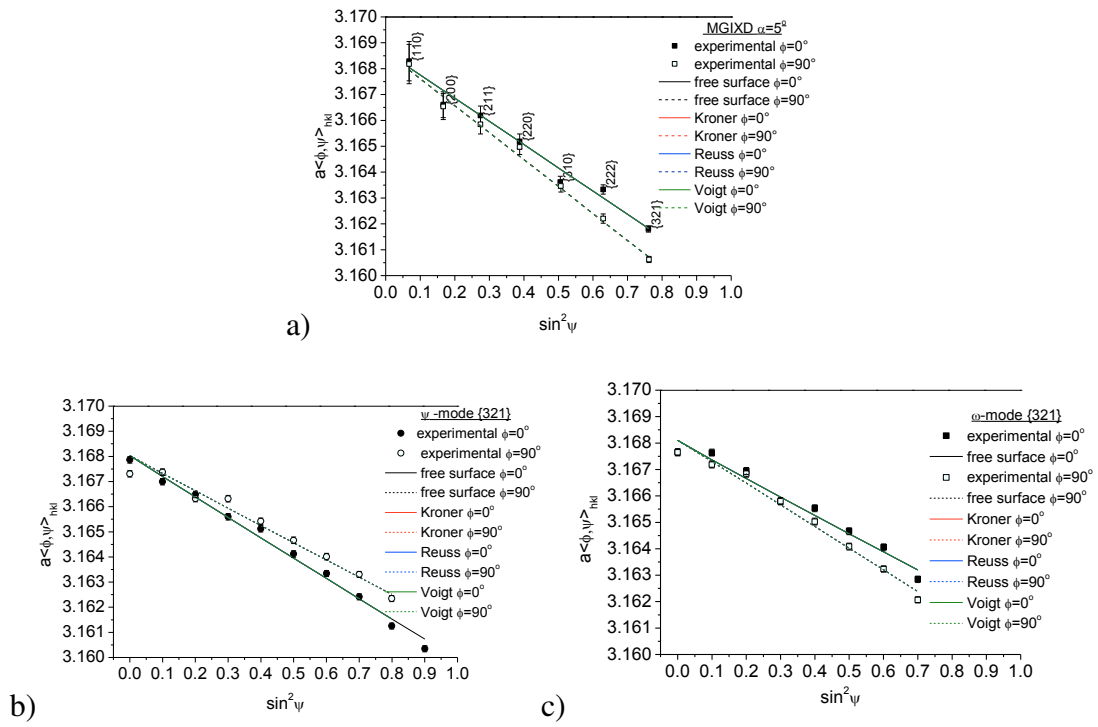 MGIXD α=5º
experimental ϕ=0°
experimental ϕ=90°
free surface ϕ=0°
free surface ϕ=90°
Kroner ϕ=0°
Kroner ϕ=90°
Reuss ϕ=0°
Reuss ϕ=90°
Voigt ϕ=0°
Voigt ϕ=90°
{110}
{200}
{211}
{220}
{310}
{222}
{321}
3.170
3.169
3.168
3.167
3.166
3.165
3.164
3.163
3.162
3.161
3.160
a<ϕ,ψ>hkl
0.0 0.1 0.2 0.3 0.4 0.5 0.6 0.7 0.8 0.9 1.0
sin²ψ
a)
ψ -mode {321}
experimental ϕ=0°
experimental ϕ=90°
free surface ϕ=0°
free surface ϕ=90°
Kroner ϕ=0°
Kroner ϕ=90°
Reuss ϕ=0°
Reuss ϕ=90°
Voigt ϕ=0°
Voigt ϕ=90°
3.170
3.169
3.168
3.167
3.166
3.165
3.164
3.163
3.162
3.161
3.160
a<ϕ,ψ>hkl
0.0 0.1 0.2 0.3 0.4 0.5 0.6 0.7 0.8 0.9 1.0
sin²ψ
b)
ω-mode {321}
experimental ϕ=0°
free surface ϕ=0°
experimental ϕ=90°
free surface ϕ=90°
Kroner ϕ=0°
Kroner ϕ=90°
Reuss ϕ=0°
Reuss ϕ=90°
Voigt ϕ=0°
Voigt ϕ=90°
3.170
3.169
3.168
3.167
3.166
3.165
3.164
3.163
3.162
3.161
3.160
a<ϕ,ψ>hkl
0.0 0.1 0.2 0.3 0.4 0.5 0.6 0.7 0.8 0.9 1.0
sin²ψ
c)